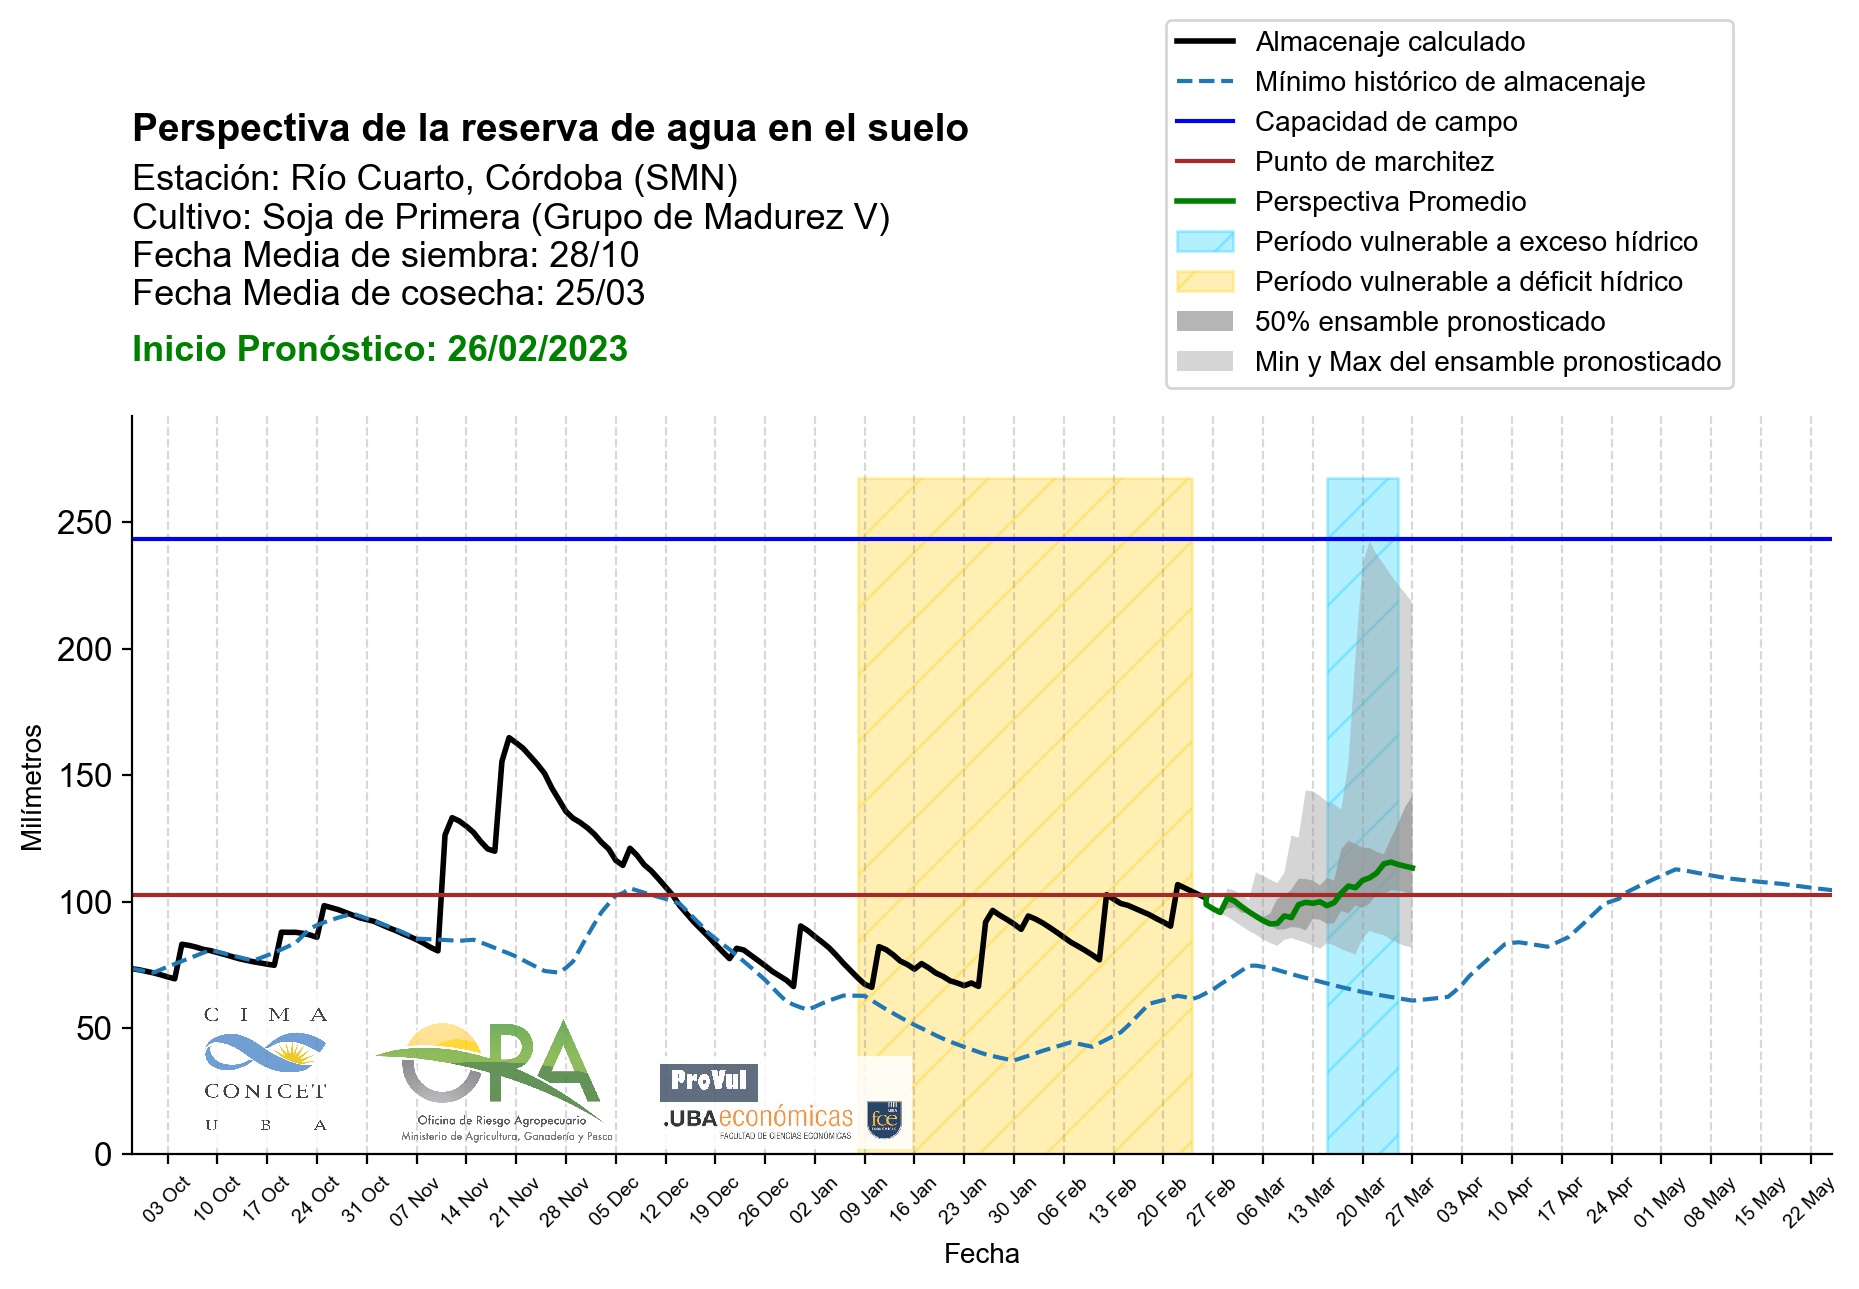 Almacenaje calculado
Mínimo histórico de almacenaje
Capacidad de campo
Punto de marchitez
Perspectiva Promedio
Período vulnerable a exceso hídrico
Período vulnerable a déficit hídrico
50% ensamble pronosticado
Min y Max del ensamble pronosticado
Perspectiva de la reserva de agua en el suelo
Estación: Río Cuarto, Córdoba (SMN)
Cultivo: Soja de Primera (Grupo de Madurez V)
Fecha Media de siembra: 28/10
Fecha Media de cosecha: 25/03
Inicio Pronóstico: 26/02/2023
Milímetros
250
200
150
100
50
0
CIMA
CONICET
UBA
OPA
Oficina de Riesgo Agropecuario
Ministerio de Agricultura, Ganadería y Pesca
ProVul
.UBAeconómicas
FACULTAD DE CIENCIAS ECONÓMICAS
fce
03 Oct
10 Oct
17 Oct
24 Oct
31 Oct
07 Nov
14 Nov
21 Nov
28 Nov
05 Dec
12 Dec
19 Dec
26 Dec
02 Jan
09 Jan
16 Jan
23 Jan
30 Jan
06 Feb
13 Feb
20 Feb
27 Feb
06 Mar
13 Mar
20 Mar
27 Mar
03 Apr
10 Apr
17 Apr
24 Apr
01 May
08 May
15 May
22 May
Fecha